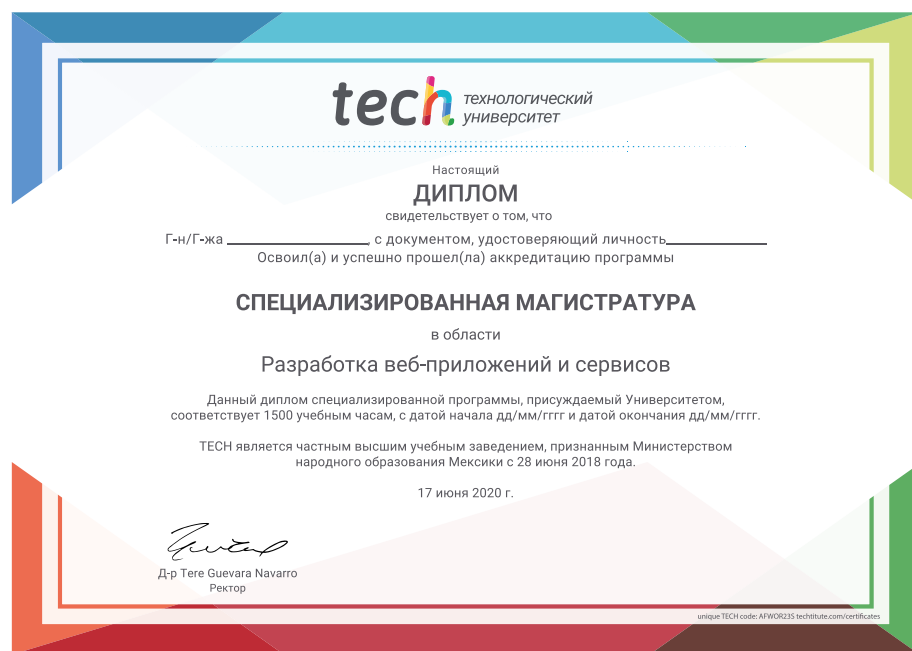 tech технологический
университет
Настоящий
ДИПЛОМ
свидетельствует о том, что
Г-н/Г-жа , с документом, удостоверяющий личность
Освоил(а) и успешно прошел(ла) аккредитацию программы
СПЕЦИАЛИЗИРОВАННАЯ МАГИСТРАТУРА
в области
Разработка веб-приложений и сервисов
Данный диплом специализированной программы, присуждаемый Университетом,
соответствует 1500 учебным часам, с датой начала дд/мм/гггг и датой окончания дд/мм/гггг.
TECH является частным высшим учебным заведением, признанным Министерством
народного образования Мексики с 28 июня 2018 года.
17 июня 2020 г.
Д-р Tere Guevara Navarro
Ректор
unique TECH code: AFWOR23S techtitute.com/certificates